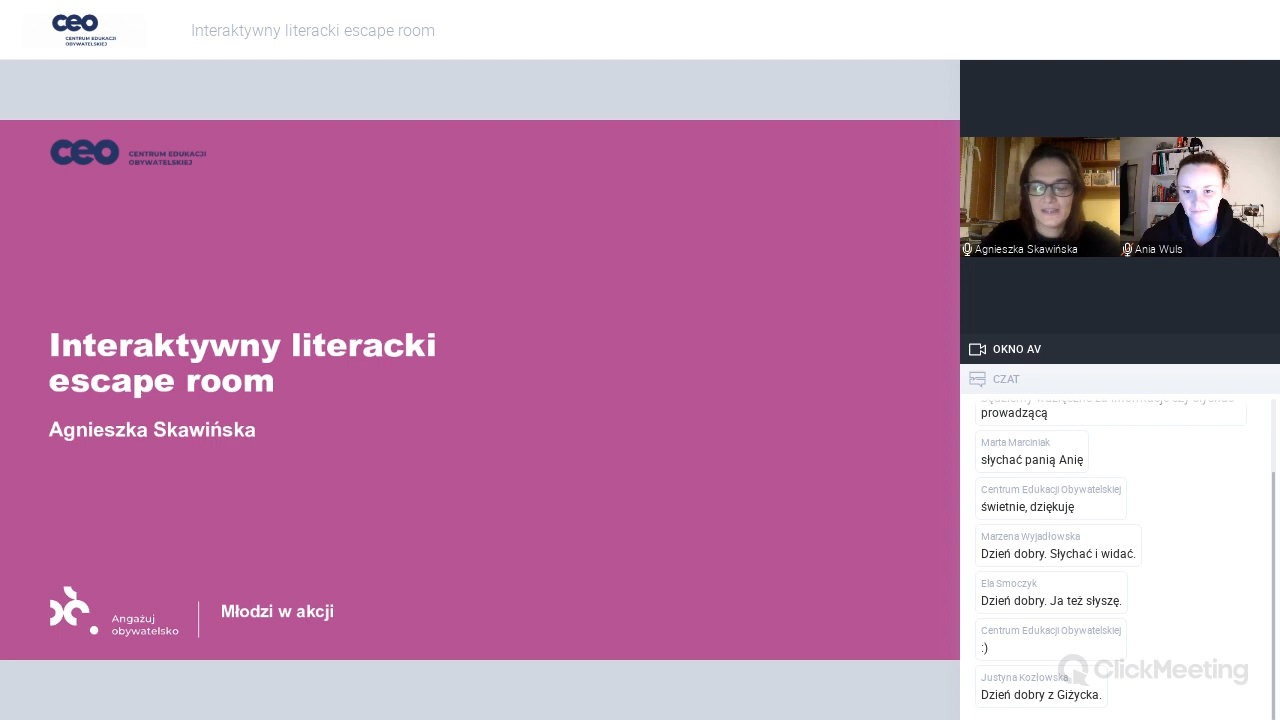 ceo
CENTRUM EDUKACJI
OBYWATELSKIEJ
Interaktywny literacki escape room
ceo
CENTRUM EDUKACJI
OBYWATELSKIEJ
Interaktywny literacki
escape room
Agnieszka Skawińska
Angażuj
obywatelsko
Młodzi w akcji
Agnieszka Skawińska
Ania Wuls
OKNO AV
CZAT
prowadzącą
Marta Marciniak
słychać panią Anię
Centrum Edukacji Obywatelskiej
świetnie, dziękuję
Marzena Wyjadłowska
Dzień dobry. Słychać i widać.
Ela Smoczyk
Dzień dobry. Ja też słyszę.
Centrum Edukacji Obywatelskiej
:)
ClickMeeting
Justyna Kozłowska
Dzień dobry z Giżycka.